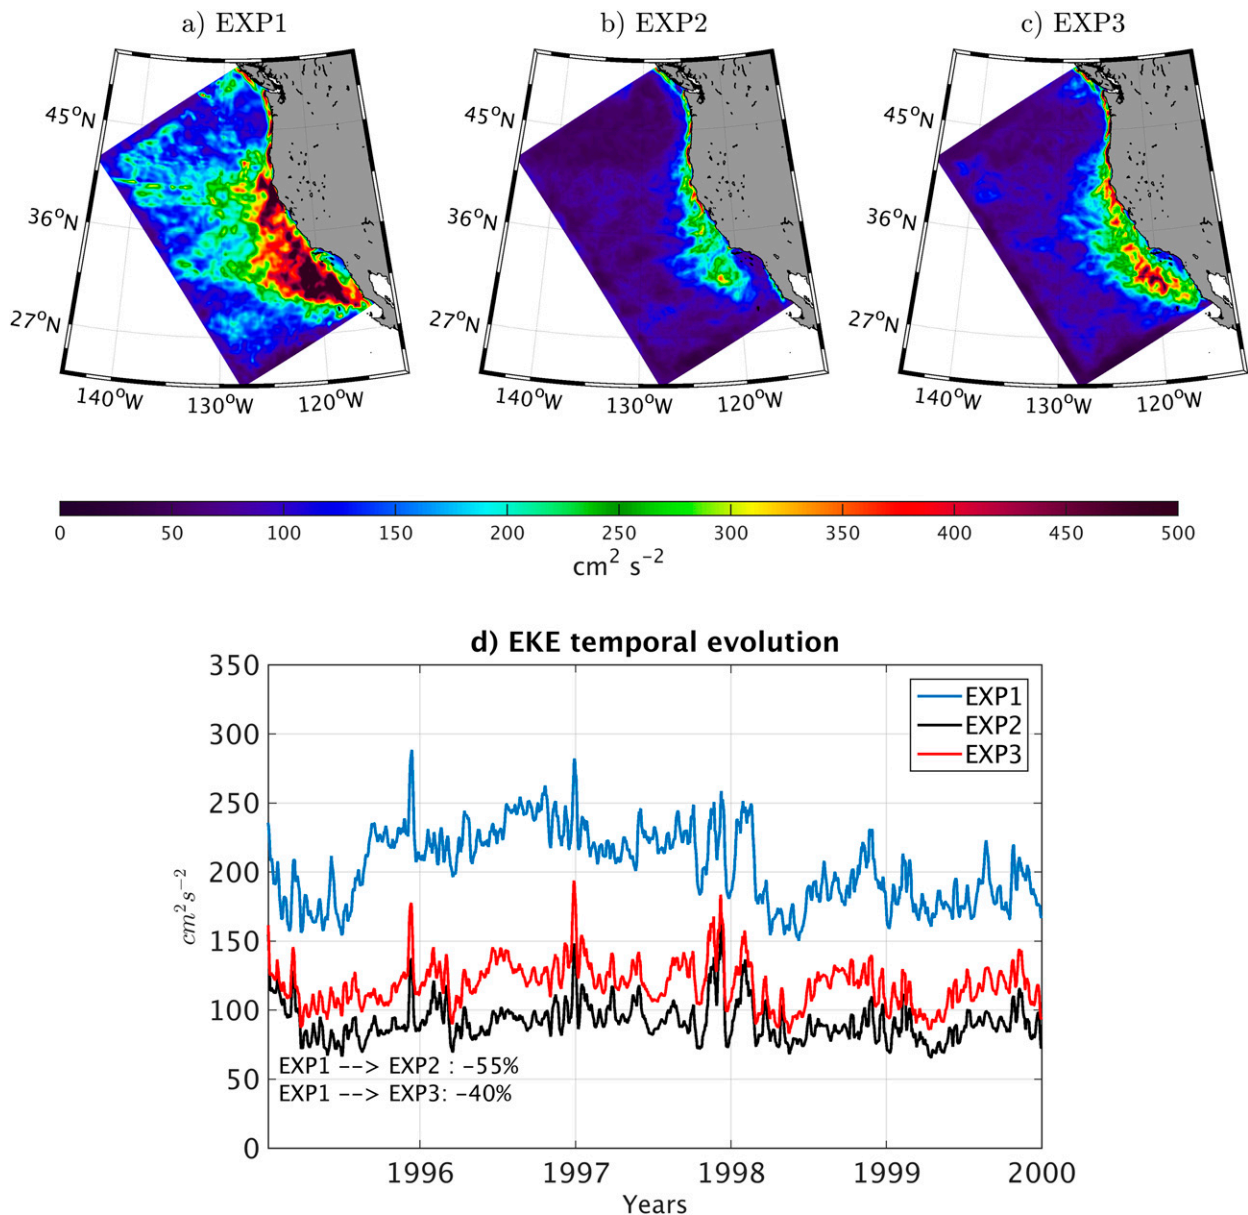 a) EXP1
b) EXP2
c) EXP3
45°N
36°N
27°N
140°W
130°W
120°W
45°N
36°N
27°N
140°W
130°W
120°W
45°N
36°N
27°N
140°W
130°W
120°W
0 50 100 150 200 250 300 350 400 450 500
cm² s⁻²
d) EKE temporal evolution
350
300
250
200
150
100
50
0
cm²s⁻²
EXP1
EXP2
EXP3
EXP1 --> EXP2 : -55%
EXP1 --> EXP3: -40%
1996 1997 1998 1999 2000
Years